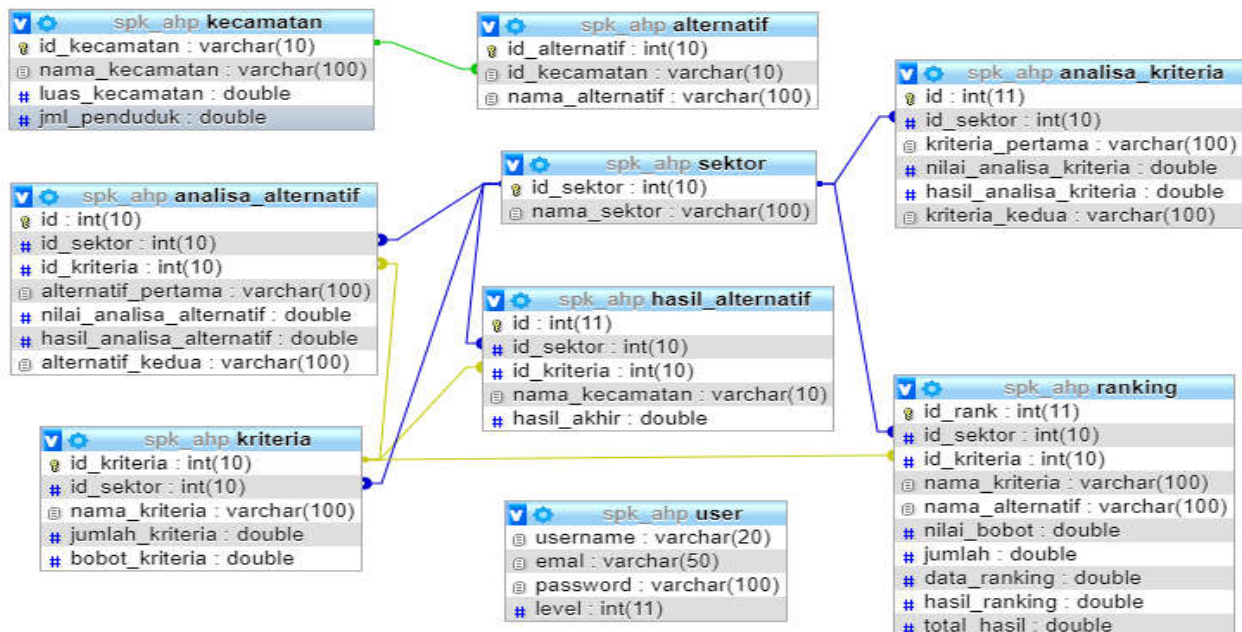 spk_ahp kecamatan
id_kecamatan : varchar(10)
nama_kecamatan : varchar(100)
luas_kecamatan : double
jml_penduduk : double
spk_ahp alternatif
id_alternatif : int(10)
id_kecamatan : varchar(10)
nama_alternatif : varchar(100)
spk_ahp analisa_kriteria
id : int(11)
id_sektor : int(10)
kriteria_pertama : varchar(100)
nilai_analisa_kriteria : double
hasil_analisa_kriteria : double
kriteria_kedua : varchar(100)
spk_ahp sektor
id_sektor : int(10)
nama_sektor : varchar(100)
spk_ahp analisa_alternatif
id : int(10)
id_sektor : int(10)
id_kriteria : int(10)
alternatif_pertama : varchar(100)
nilai_analisa_alternatif : double
hasil_analisa_alternatif : double
alternatif_kedua : varchar(100)
spk_ahp hasil_alternatif
id : int(11)
id_sektor : int(10)
id_kriteria : int(10)
nama_kecamatan : varchar(10)
hasil_akhir : double
spk_ahp ranking
id_rank : int(11)
id_sektor : int(10)
id_kriteria : int(10)
nama_kriteria : varchar(100)
nama_alternatif : varchar(100)
nilai_bobot : double
jumlah : double
data_ranking : double
hasil_ranking : double
total_hasil : double
spk_ahp kriteria
id_kriteria : int(10)
id_sektor : int(10)
nama_kriteria : varchar(100)
jumlah_kriteria : double
bobot_kriteria : double
spk_ahp user
username : varchar(20)
emal : varchar(50)
password : varchar(100)
level : int(11)